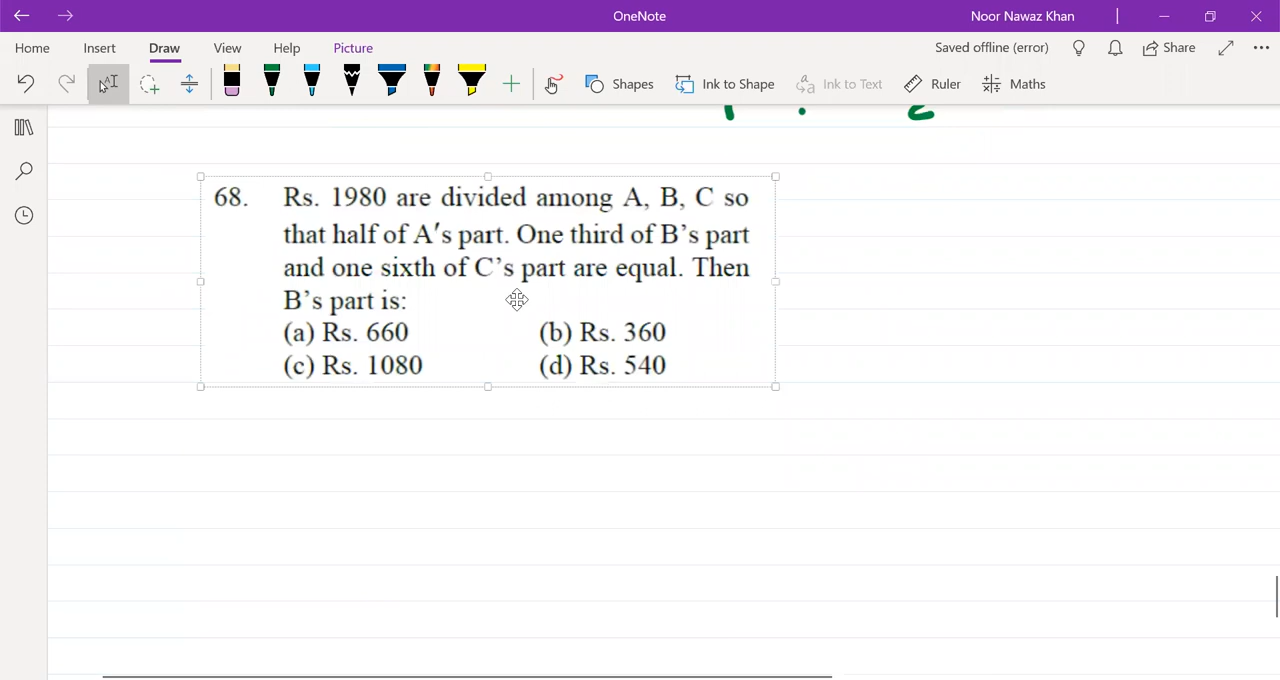 OneNote
Noor Nawaz Khan
Home Insert Draw View Help Picture
Saved offline (error) Share
Shapes Ink to Shape Ink to Text Ruler Maths
68. Rs. 1980 are divided among A, B, C so
that half of A′s part. One third of B’s part
and one sixth of C’s part are equal. Then
B’s part is:
(a) Rs. 660 (b) Rs. 360
(c) Rs. 1080 (d) Rs. 540